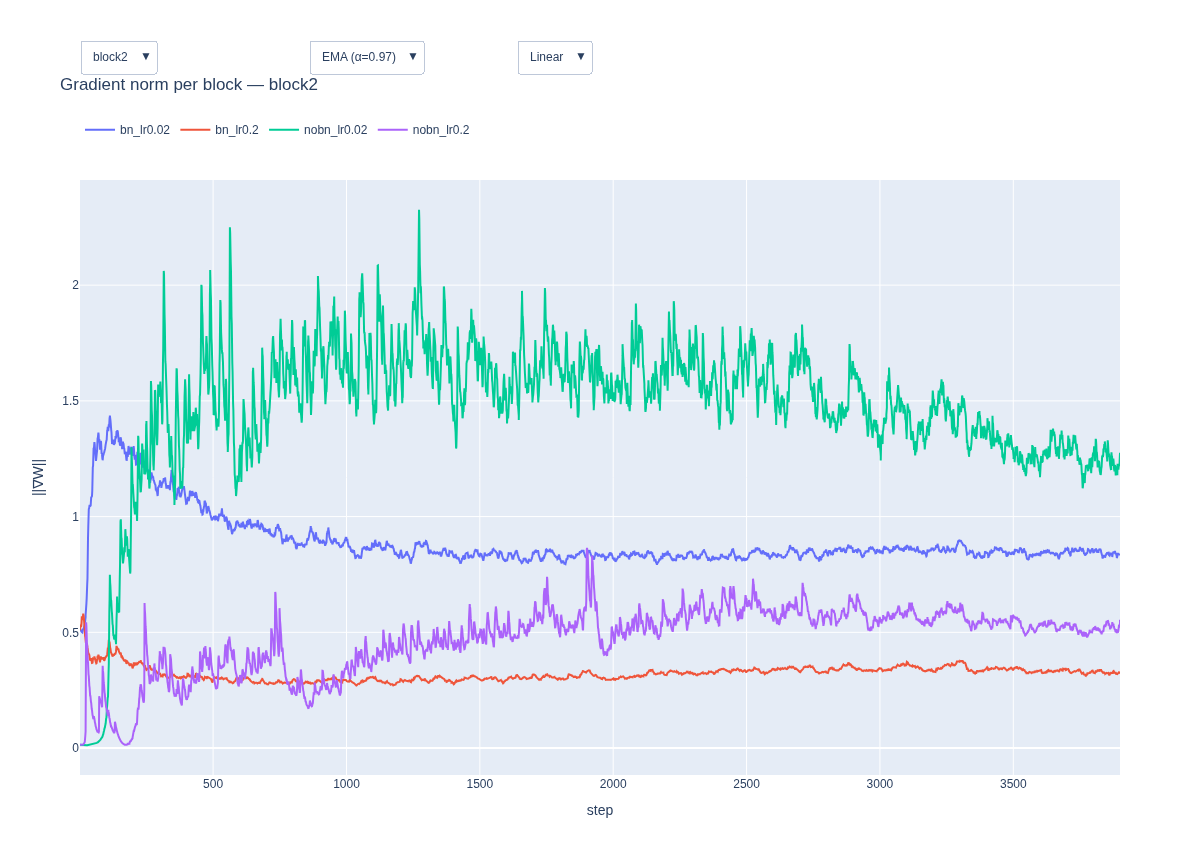 block2 ▼ EMA (α=0.97) ▼ Linear ▼
Gradient norm per block — block2
bn_lr0.02 bn_lr0.2 nobn_lr0.02 nobn_lr0.2
2
1.5
1
0.5
0
||∇W||
500 1000 1500 2000 2500 3000 3500
step